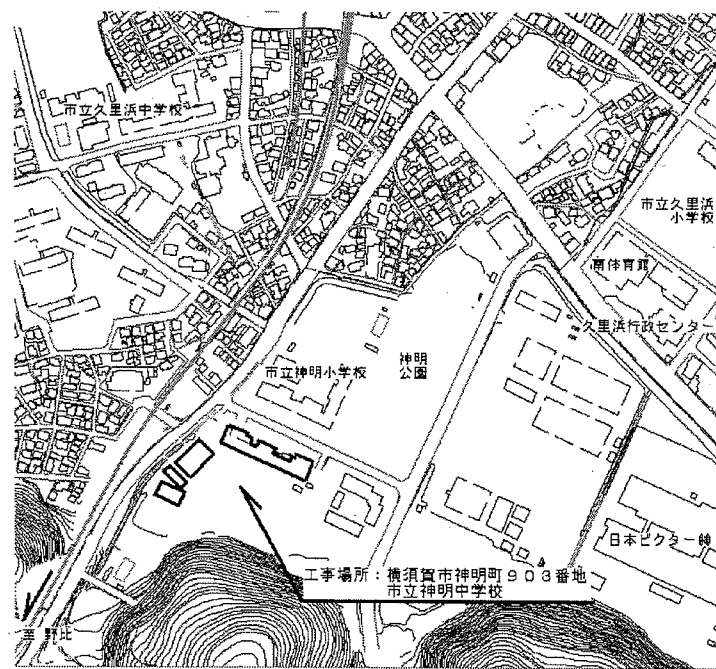 市立久里浜中学校
市立久里浜
小学校
南体育館
久里浜行政センター
市立神明小学校
神明
公園
日本ビクター㈱
工事場所：横須賀市神明町９０３番地
市立神明中学校
至 野比